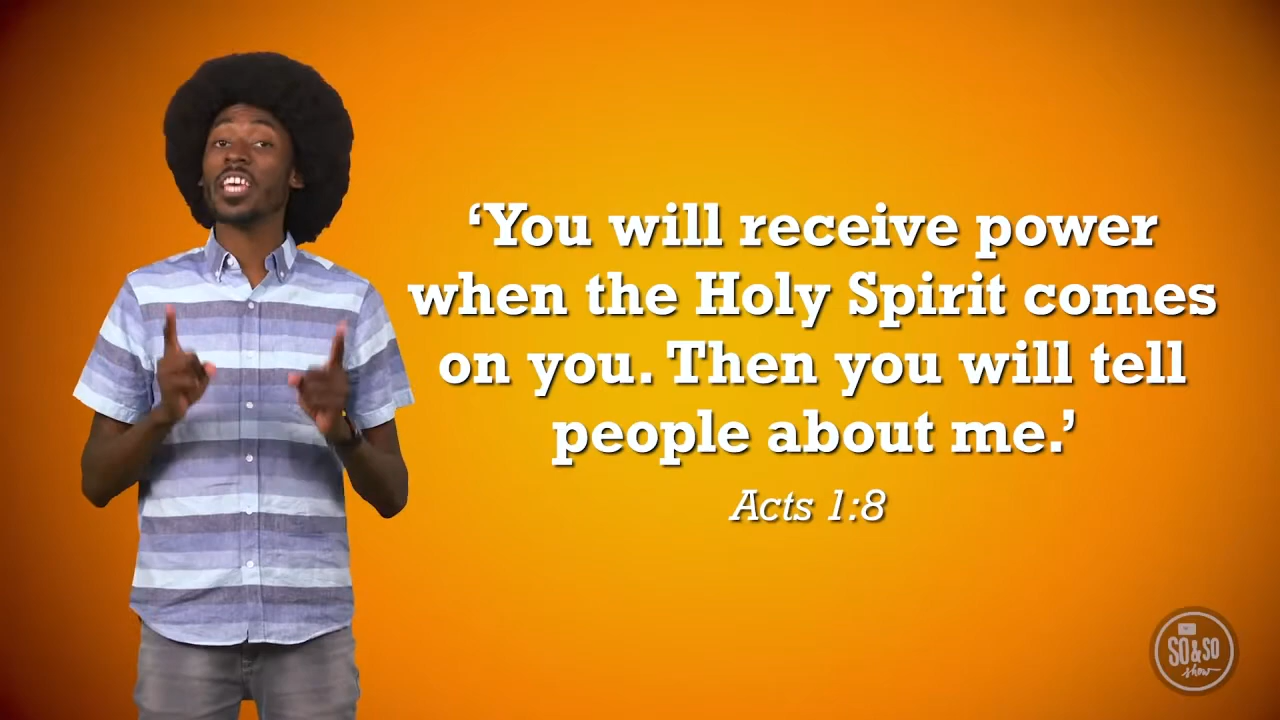 ‘You will receive power
when the Holy Spirit comes
on you. Then you will tell
people about me.’
Acts 1:8
SO & SO
show